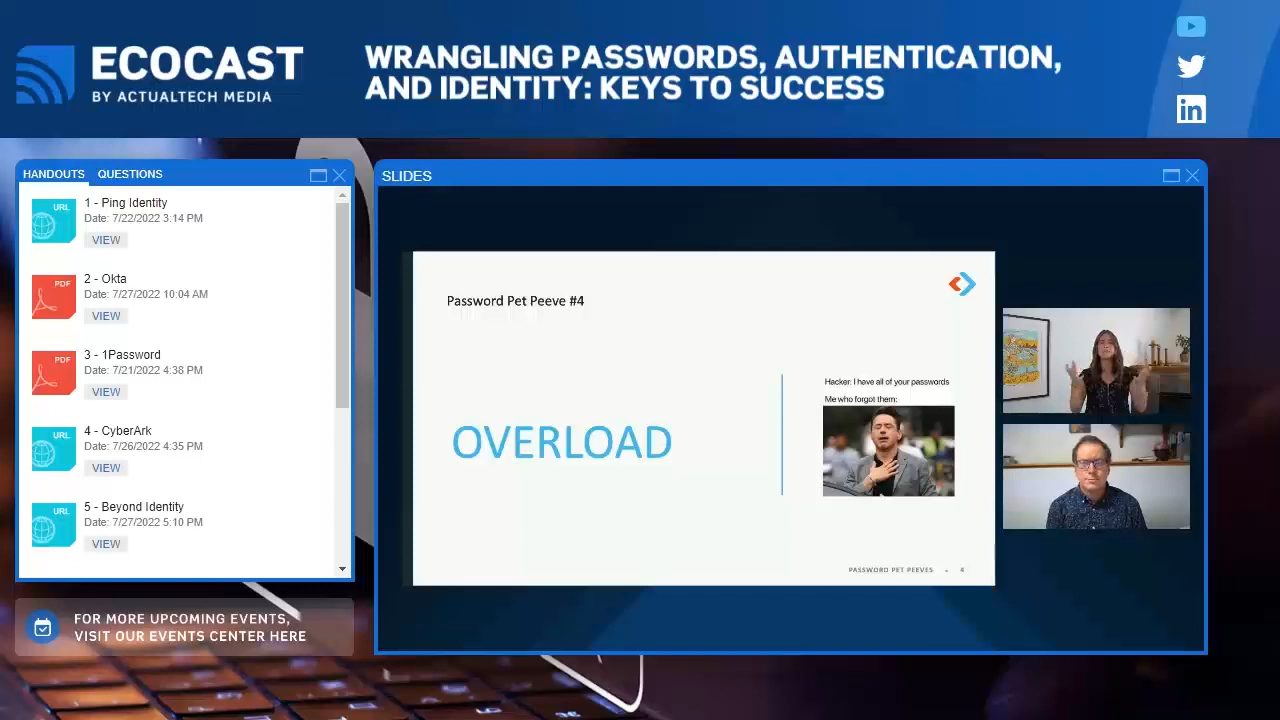 ECOCAST
BY ACTUALTECH MEDIA
WRANGLING PASSWORDS, AUTHENTICATION,
AND IDENTITY: KEYS TO SUCCESS
in
HANDOUTS QUESTIONS
URL
1 - Ping Identity
Date: 7/22/2022 3:14 PM
VIEW
PDF
2 - Okta
Date: 7/27/2022 10:04 AM
VIEW
PDF
3 - 1Password
Date: 7/21/2022 4:38 PM
VIEW
URL
4 - CyberArk
Date: 7/26/2022 4:35 PM
VIEW
URL
5 - Beyond Identity
Date: 7/27/2022 5:10 PM
VIEW
FOR MORE UPCOMING EVENTS,
VISIT OUR EVENTS CENTER HERE
SLIDES
Password Pet Peeve #4
OVERLOAD
Hacker: I have all of your passwords
Me who forgot them:
PASSWORD PET PEEVES - 4